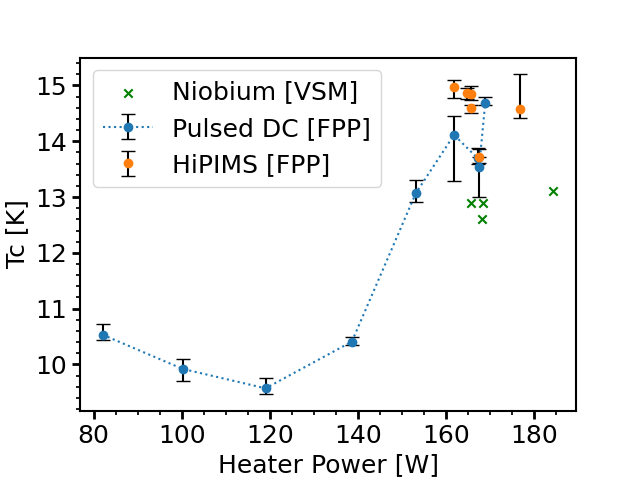 Niobium [VSM]
Pulsed DC [FPP]
HiPIMS [FPP]
15
14
13
12
11
10
Tc [K]
80 100 120 140 160 180
Heater Power [W]